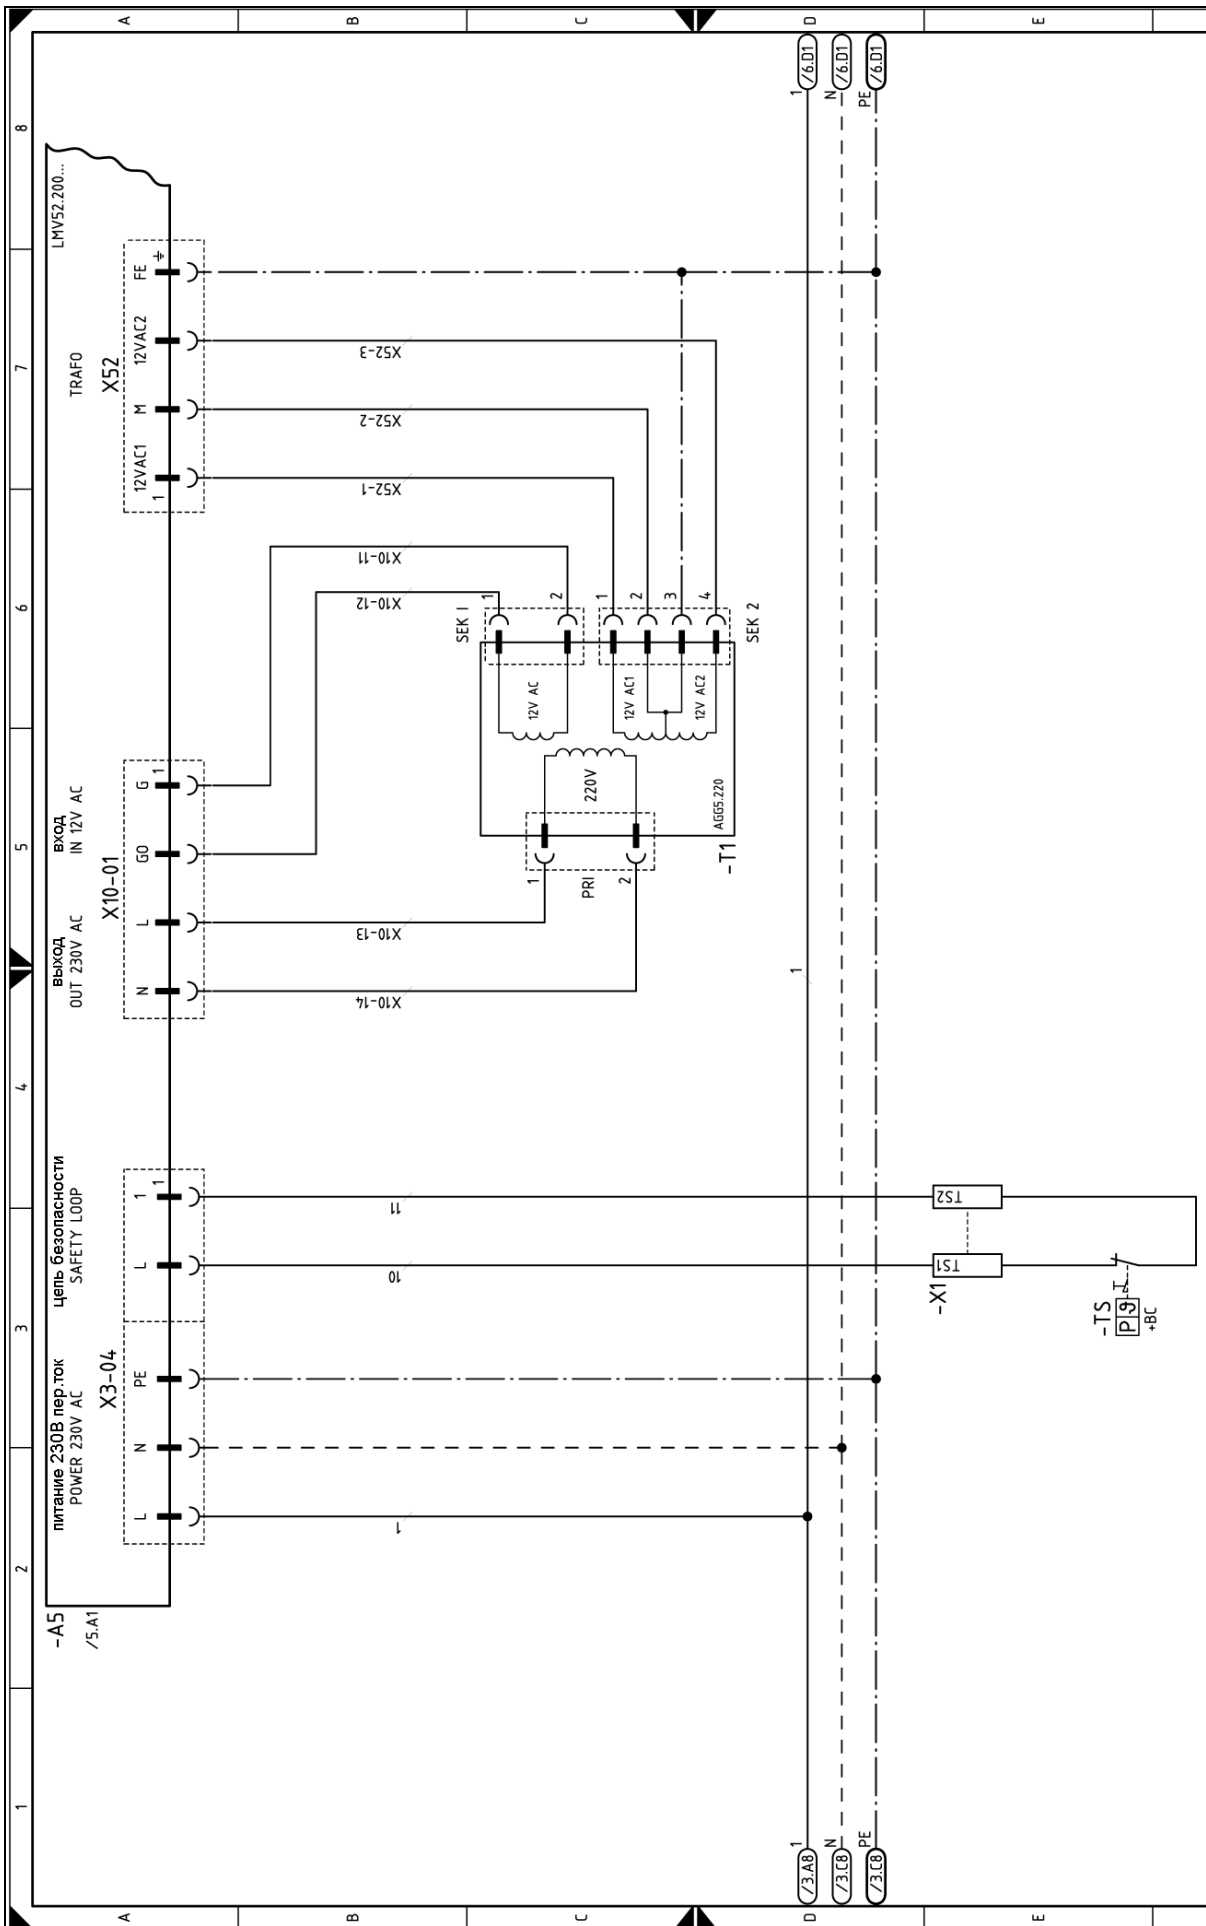 1
2
3
4
5
6
7
8
A
B
C
D
E
A
B
C
D
E
-A5
/5.A1
LMV52.200...
питание 230В пер.ток
POWER 230V AC
X3-04
L
N
PE
цепь безопасности
SAFETY LOOP
L
1
1
выход
OUT 230V AC
вход
IN 12V AC
X10-01
N
L
G0
G
1
TRAFO
X52
12VAC1
M
12VAC2
FE
1
1
10
11
X10-14
X10-13
X10-12
X10-11
X52-1
X52-2
X52-3
SEK 1
1
2
1
2
3
4
SEK 2
12V AC
12V AC1
12V AC2
220V
AGG5.220
PRI
1
2
-T1
/3.A8
1
/3.C8
N
/3.C8
PE
1
1
/6.D1
N
/6.D1
PE
/6.D1
-X1
TS1
TS2
-TS
P
ϑ
+BC